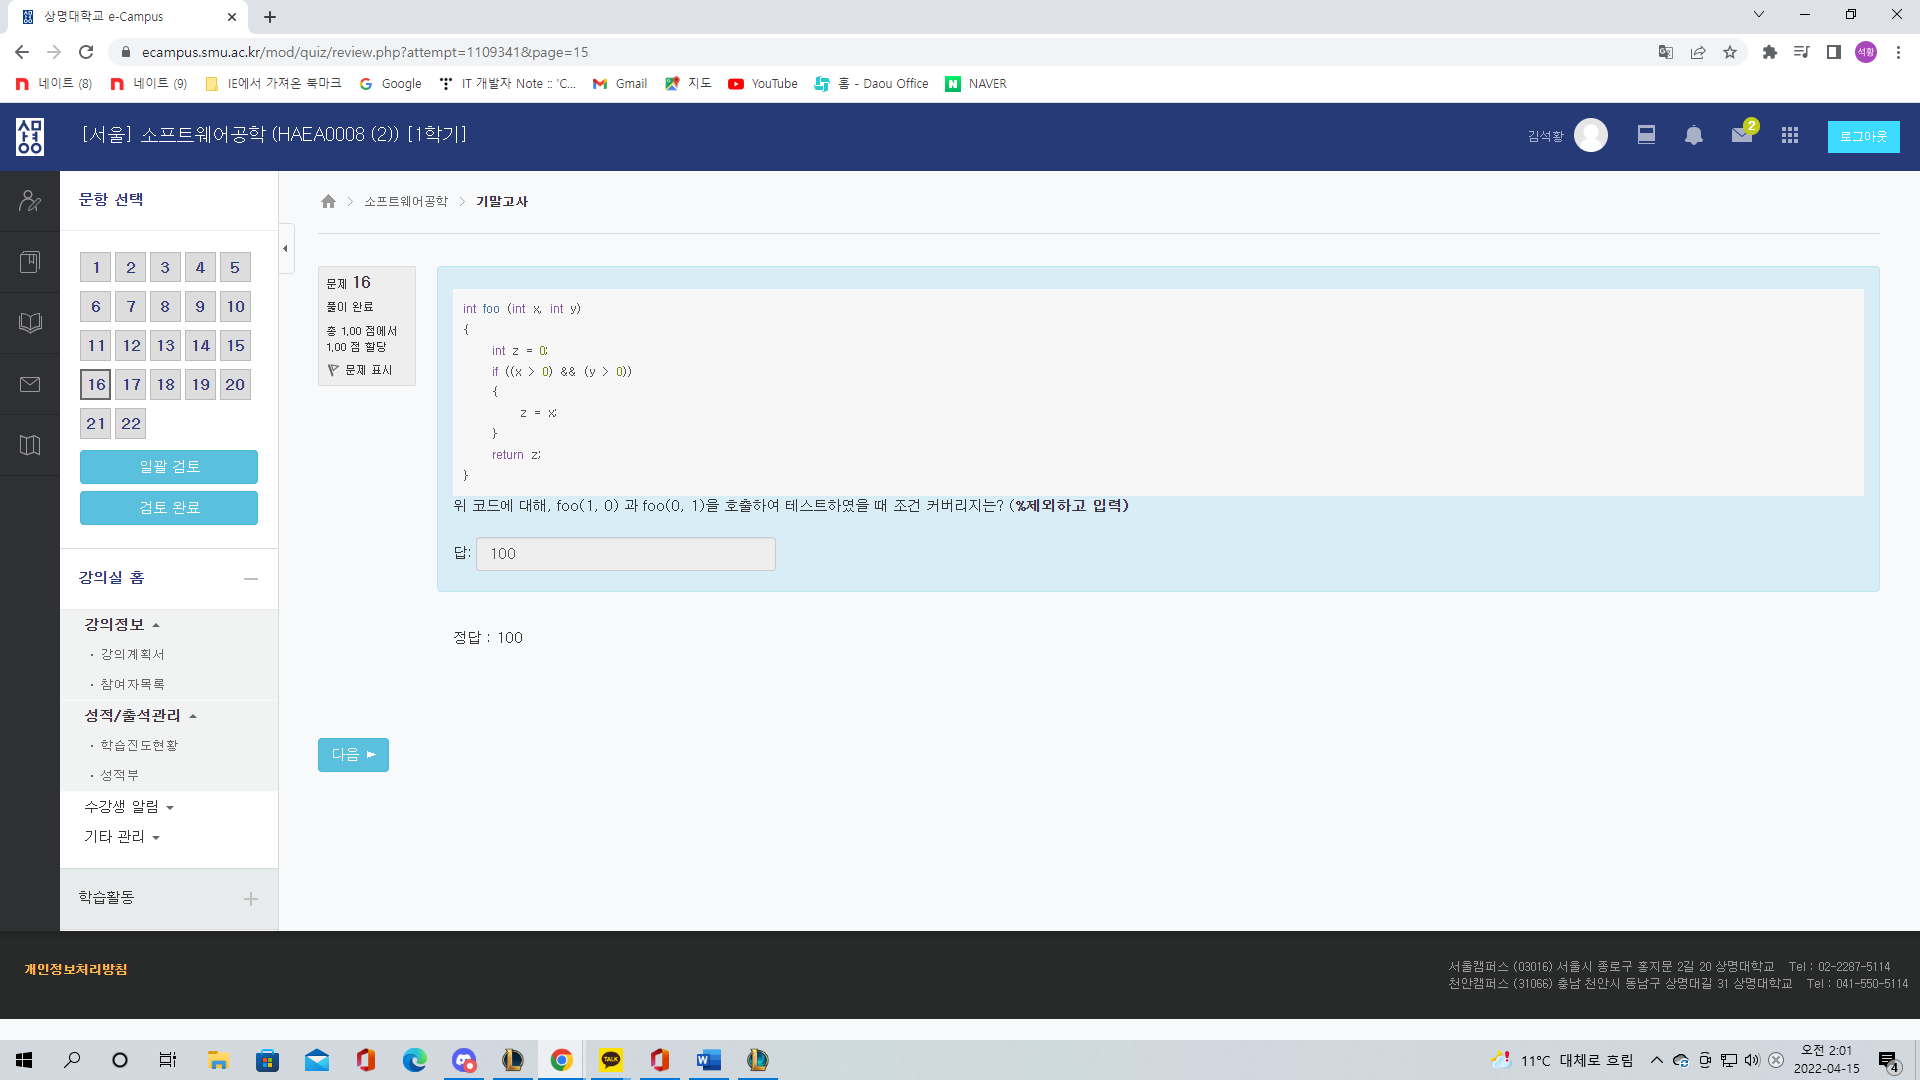 상명대학교 e-Campus
ecampus.smu.ac.kr/mod/quiz/review.php?attempt=1109341&page=15
석황
네이트 (8)
네이트 (9)
IE에서 가져온 북마크
Google
IT 개발자 Note :: 'C...
Gmail
지도
YouTube
홈 - Daou Office
NAVER
상명
[서울] 소프트웨어공학 (HAEA0008 (2)) [1학기]
김석황
2
로그아웃
문항 선택
1 2 3 4 5
6 7 8 9 10
11 12 13 14 15
16 17 18 19 20
21 22
일괄 검토
검토 완료
강의실 홈
강의정보
· 강의계획서
· 참여자목록
성적/출석관리
· 학습진도현황
· 성적부
수강생 알림
기타 관리
학습활동
소프트웨어공학
기말고사
문제 16
풀이 완료
총 1.00 점에서
1.00 점 할당
문제 표시
int foo (int x, int y)
{
int z = 0;
if ((x > 0) && (y > 0))
{
z = x;
}
return z;
}
위 코드에 대해, foo(1, 0) 과 foo(0, 1)을 호출하여 테스트하였을 때 조건 커버리지는? (%제외하고 입력)
답: 100
정답 : 100
다음 ►
개인정보처리방침
서울캠퍼스 (03016) 서울시 종로구 홍지문 2길 20 상명대학교 Tel : 02-2287-5114
천안캠퍼스 (31066) 충남 천안시 동남구 상명대길 31 상명대학교 Tel : 041-550-5114
TALK
11°C 대체로 흐림
오전 2:01
2022-04-15
4